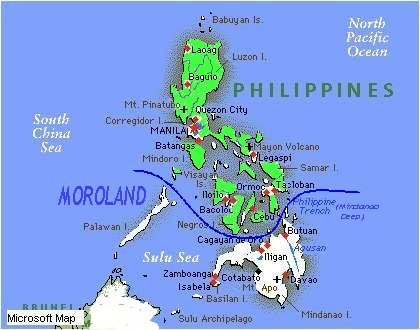 Babuyan Is.
North
Pacific
Ocean
Laoag
Luzon I.
Baguio
PHILIPPINES
Mt. Pinatubo
Quezon City
Corregidor I.
South
China
Sea
MANILA
Mayon Volcano
Batangas
Legaspi
Mindoro I.
Samar I.
Visayan
Is.
Ormoc
Tacloban
MOROLAND
Iloilo
Bacolod
Cebu
Philippine
Trench
(Mindanao
Deep)
Palawan I.
Negros I.
Butuan
Cagayan de Oro
Agusan
Sulu Sea
Iligan
Zamboanga
Cotabato
Davao
Isabela
Mt
Apo
Basilan I.
BRUNEI
Sulu Archipelago
Mindanao I.
Microsoft Map